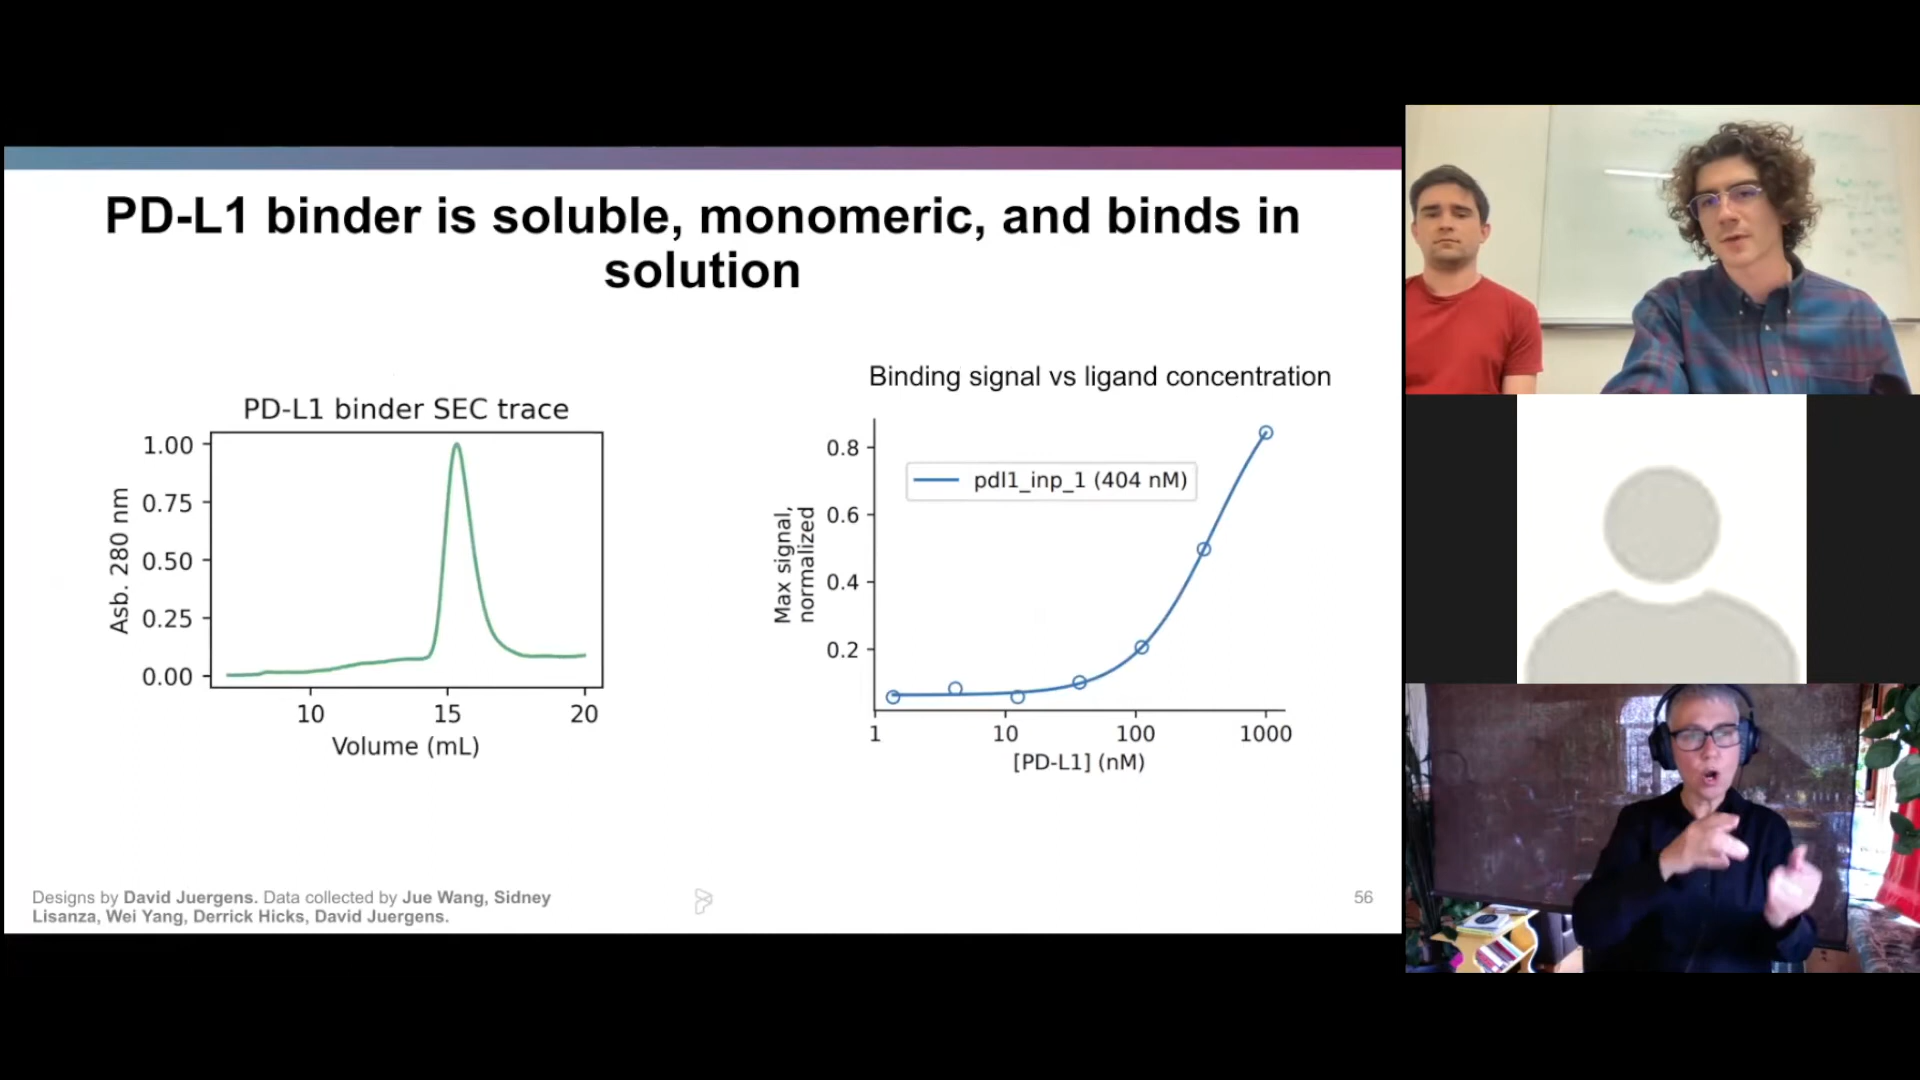 PD-L1 binder is soluble, monomeric, and binds in
solution
PD-L1 binder SEC trace
1.00
0.75
0.50
0.25
0.00
Asb. 280 nm
10 15 20
Volume (mL)
Binding signal vs ligand concentration
pdl1_inp_1 (404 nM)
0.8
0.6
0.4
0.2
Max signal,
normalized
1 10 100 1000
[PD-L1] (nM)
Designs by David Juergens. Data collected by Jue Wang, Sidney
Lisanza, Wei Yang, Derrick Hicks, David Juergens.
56